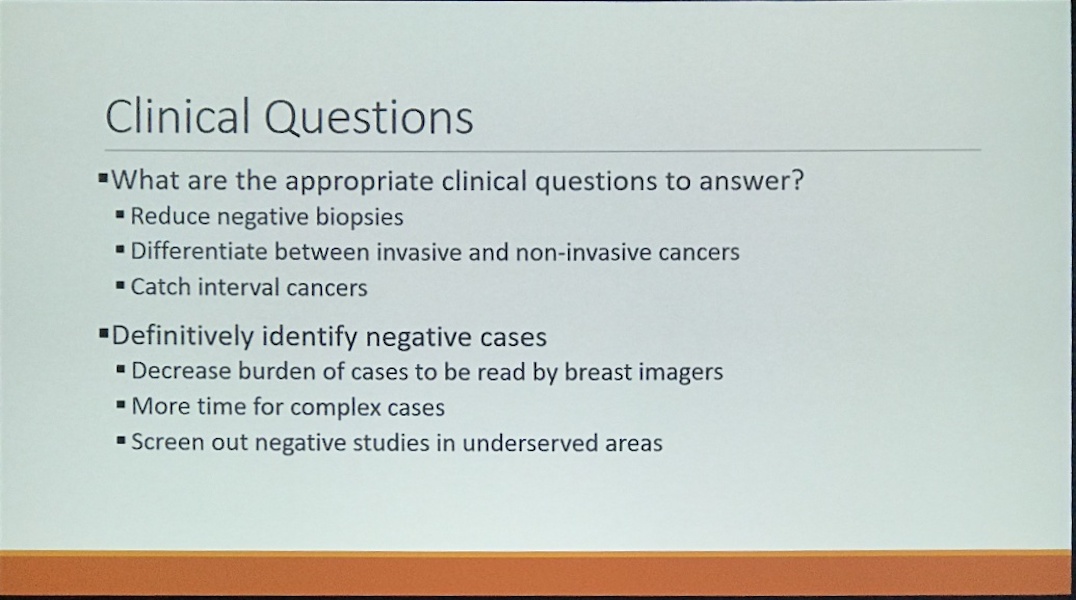 Clinical Questions
▪What are the appropriate clinical questions to answer?
▪Reduce negative biopsies
▪Differentiate between invasive and non-invasive cancers
▪Catch interval cancers
▪Definitively identify negative cases
▪Decrease burden of cases to be read by breast imagers
▪More time for complex cases
▪Screen out negative studies in underserved areas